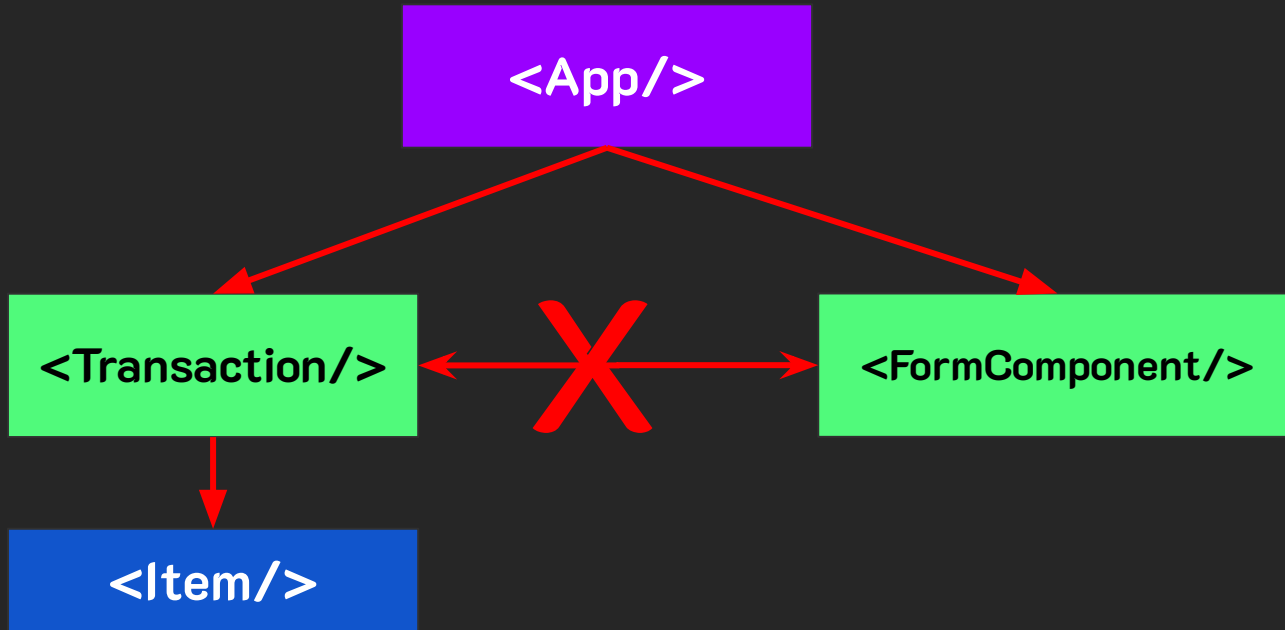 <App/>
<Transaction/>
X
<FormComponent/>
<Item/>